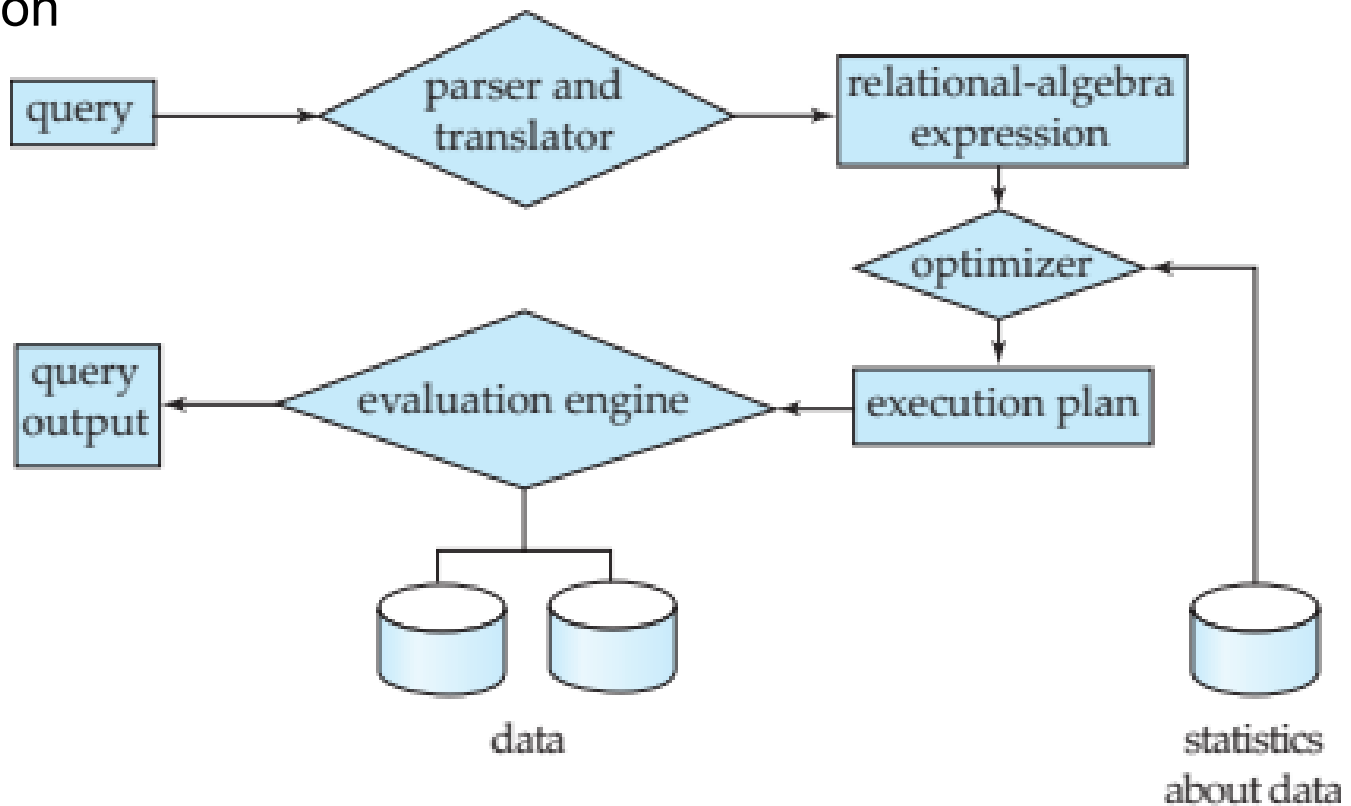 on
query
parser and
translator
relational-algebra
expression
optimizer
query
output
evaluation engine
execution plan
data
statistics
about data